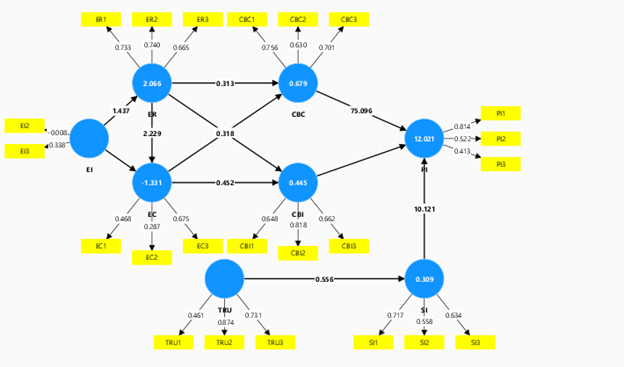 ER1 ER2 ER3 CBC1 CBC2 CBC3
0.733 0.740 0.665 0.756 0.630 0.701
2.066 0.313 0.679
ER CBC
1.437 75.096
PI1
EI2 0.814
-0.008 2.229 0.318 12.021 0.522 PI2
EI3 0.338 0.413
PI3
EI PI
-1.331 0.452 0.445
EC CBI
10.121
0.468 0.287 0.675 0.648 0.818 0.662
EC1 EC2 EC3 CBI1 CBI2 CBI3
0.556 0.309
TRU SI
0.461 0.874 0.731 0.717 0.558 0.634
TRU1 TRU2 TRU3 SI1 SI2 SI3